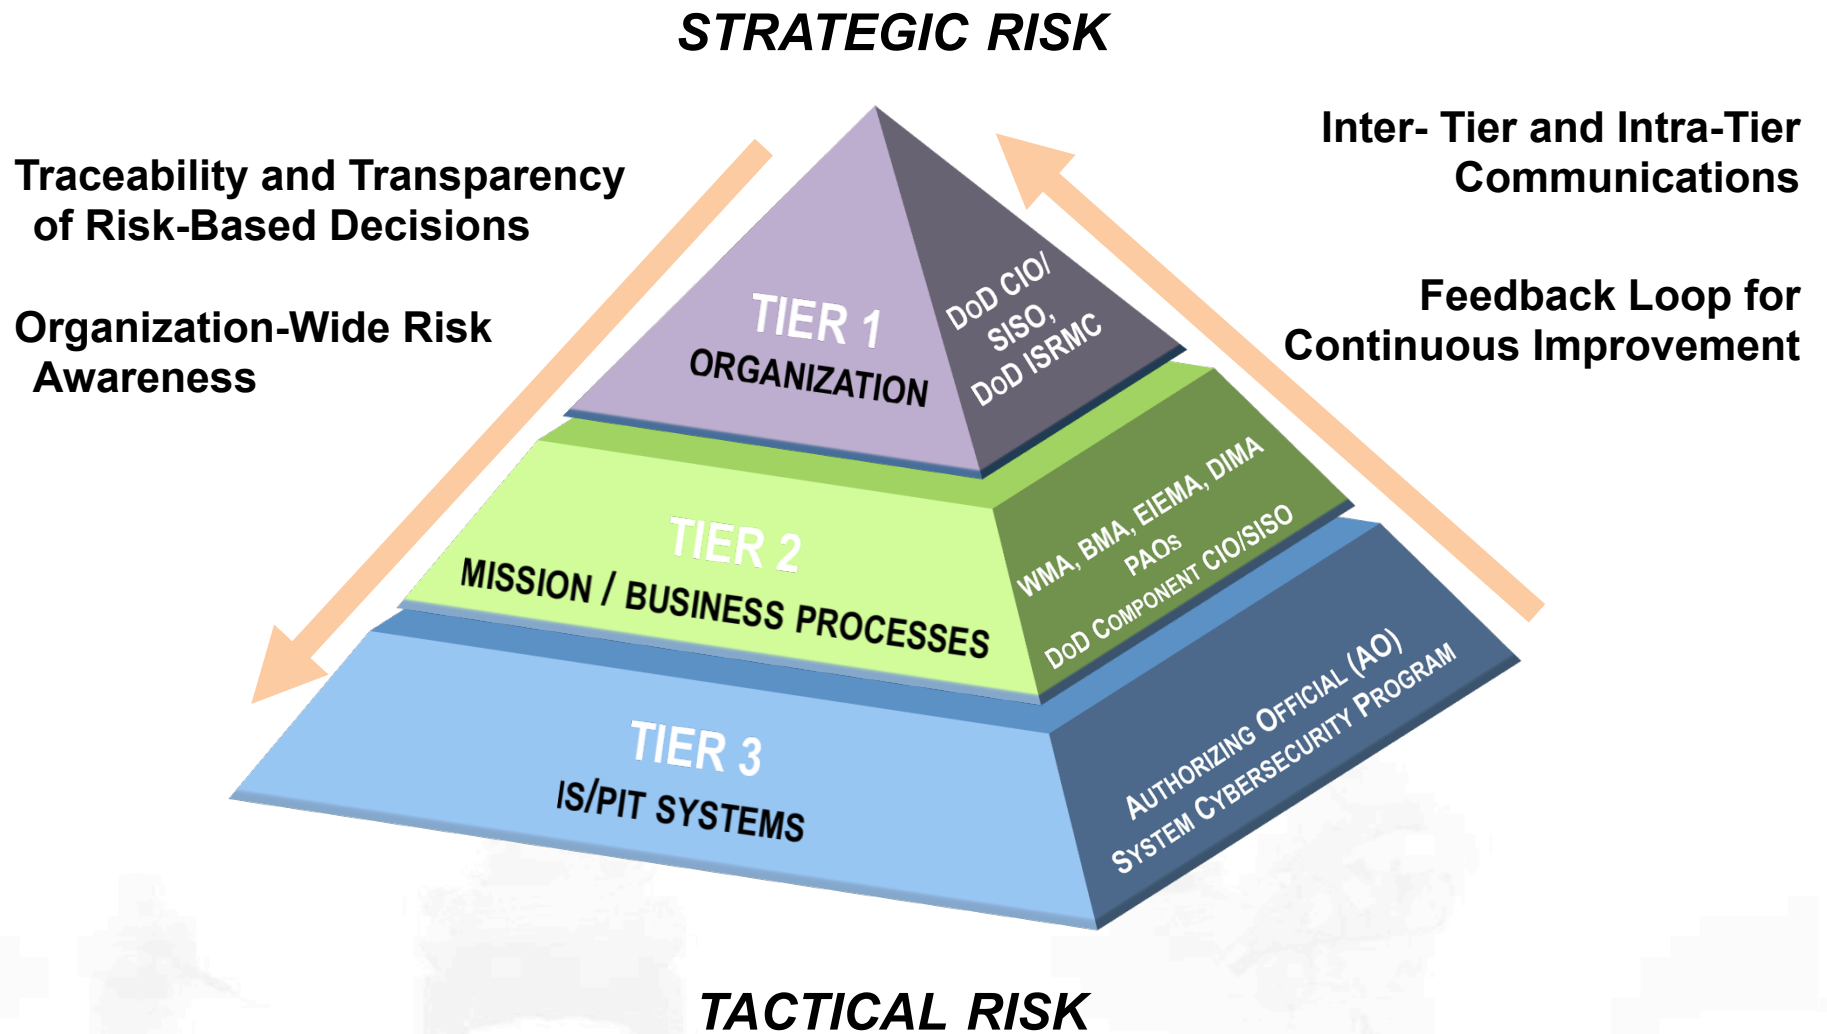 STRATEGIC RISK
Traceability and Transparency
of Risk-Based Decisions
Organization-Wide Risk
Awareness
Inter- Tier and Intra-Tier
Communications
Feedback Loop for
Continuous Improvement
TIER 1
ORGANIZATION
DoD CIO/
SISO,
DoD ISRMC
TIER 2
MISSION / BUSINESS PROCESSES
WMA, BMA, EIEMA, DIMA
PAOs
DoD Component CIO/SISO
TIER 3
IS/PIT SYSTEMS
Authorizing Official (AO)
System Cybersecurity Program
TACTICAL RISK